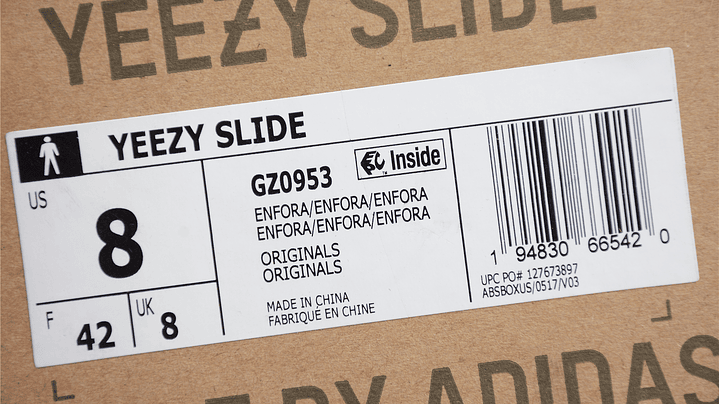 YEEZY SLIDE
YEEZY SLIDE
US
8
F
42
UK
8
GZ0953
Inside
ENFORA/ENFORA/ENFORA
ENFORA/ENFORA/ENFORA
ORIGINALS
ORIGINALS
MADE IN CHINA
FABRIQUÉ EN CHINE
1 94830 66542 0
UPC PO# 127673897
ABSBOXUS/0517/V03
BY ADIDAS